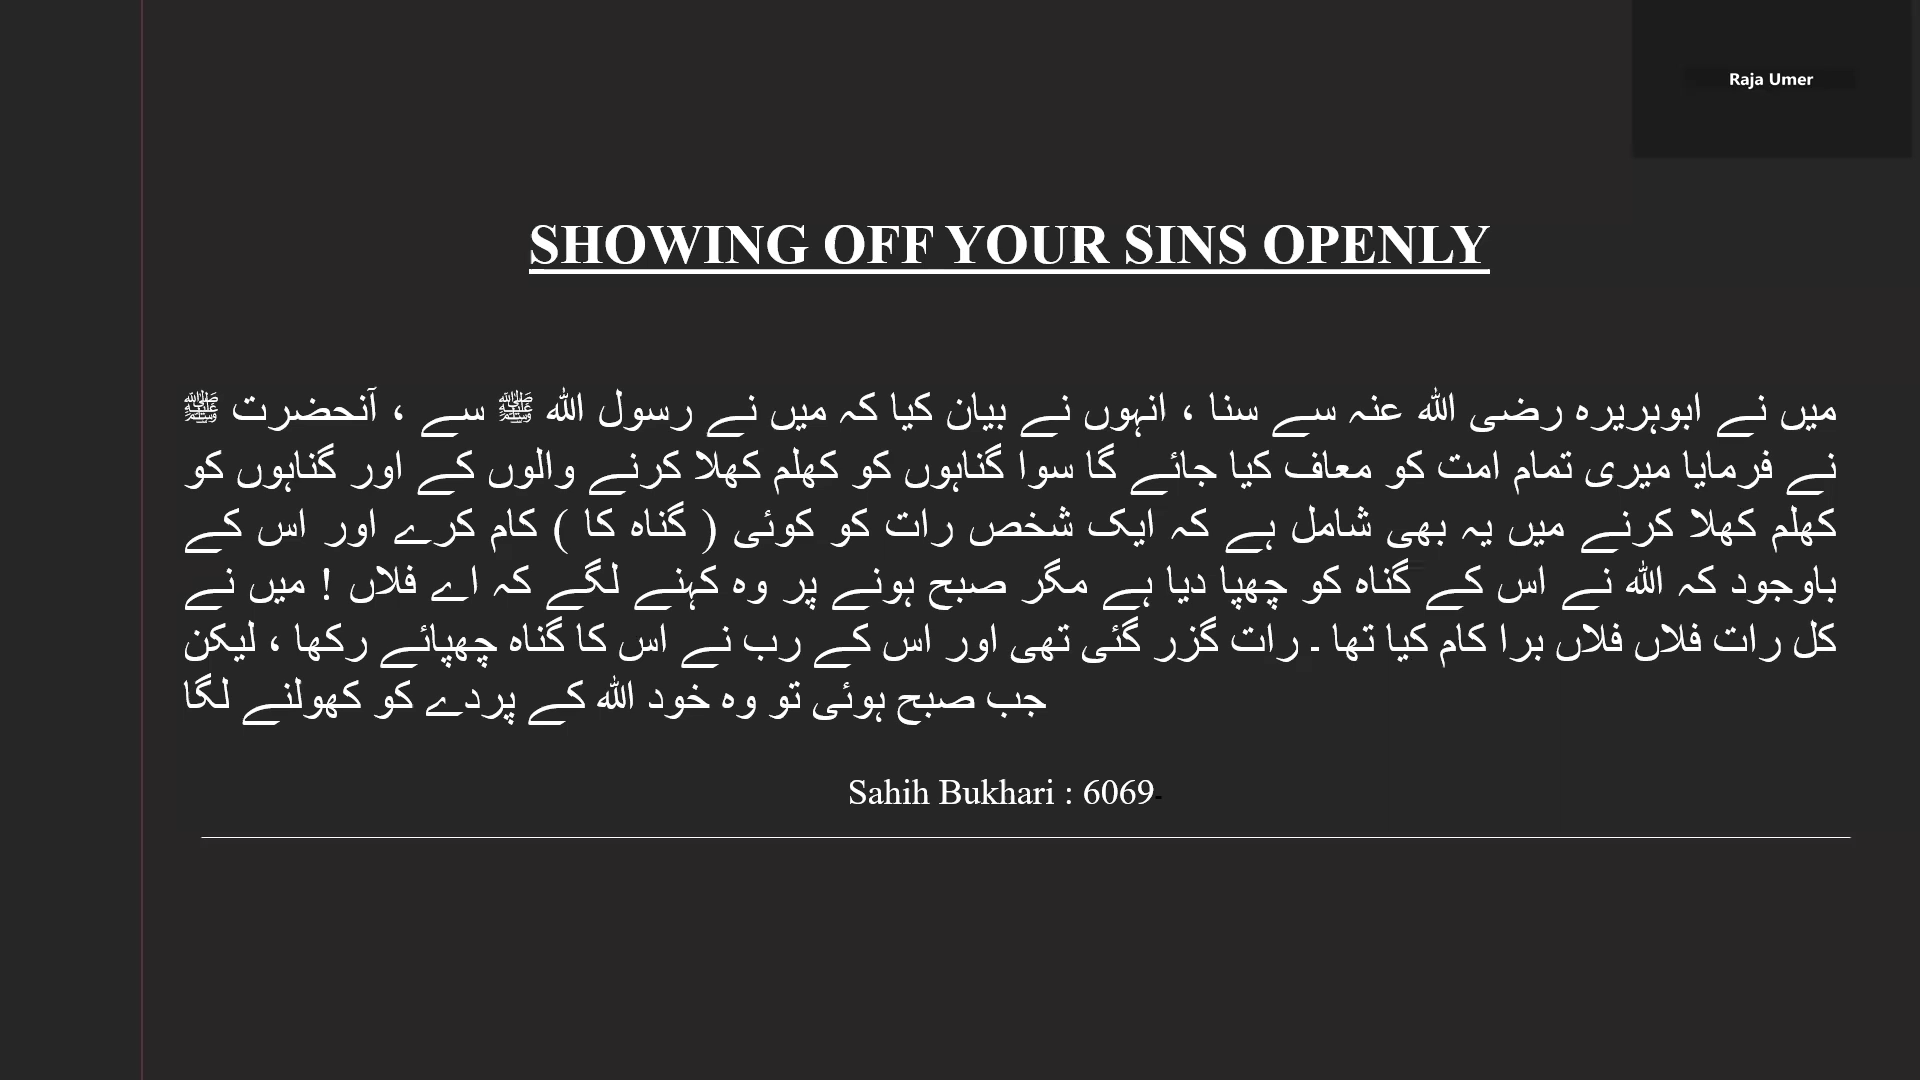 Raja Umer
SHOWING OFF YOUR SINS OPENLY
میں نے ابوہریرہ رضی اللہ عنہ سے سنا ، انہوں نے بیان کیا کہ میں نے رسول اللہ ﷺ سے ، آنحضرت ﷺ
نے فرمایا میری تمام امت کو معاف کیا جائے گا سوا گناہوں کو کھلم کھلا کرنے والوں کے اور گناہوں کو
کھلم کھلا کرنے میں یہ بھی شامل ہے کہ ایک شخص رات کو کوئی ( گناہ کا ) کام کرے اور اس کے
باوجود کہ اللہ نے اس کے گناہ کو چھپا دیا ہے مگر صبح ہونے پر وہ کہنے لگے کہ اے فلاں ! میں نے
کل رات فلاں فلاں برا کام کیا تھا ۔ رات گزر گئی تھی اور اس کے رب نے اس کا گناہ چھپائے رکھا ، لیکن
جب صبح ہوئی تو وہ خود اللہ کے پردے کو کھولنے لگا
Sahih Bukhari : 6069-